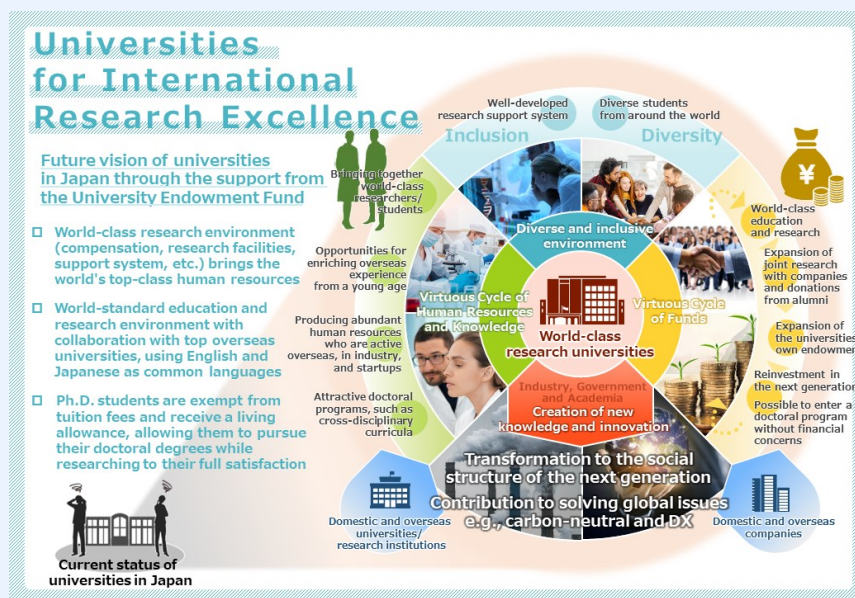 Universities
for International
Research Excellence
Future vision of universities
in Japan through the support from
the University Endowment Fund
World-class research environment
(compensation, research facilities,
support system, etc.) brings the
world's top-class human resources
World-standard education and
research environment with
collaboration with top overseas
universities, using English and
Japanese as common languages
Ph.D. students are exempt from
tuition fees and receive a living
allowance, allowing them to pursue
their doctoral degrees while
researching to their full satisfaction
Current status of
universities in Japan
Well-developed
research support system
Diverse students
from around the world
Inclusion
Diversity
Bringing together
world-class
researchers/
students
Opportunities for
enriching overseas
experience
from a young age
Producing abundant
human resources
who are active
overseas, in industry,
and startups
Attractive doctoral
programs, such as
cross-disciplinary
curricula
Diverse and inclusive
environment
Virtuous Cycle of
Human Resources
and Knowledge
Virtuous Cycle
of Funds
World-class
research universities
Industry, Government
and Academia
Creation of new
knowledge and innovation
Transformation to the social
structure of the next generation
Contribution to solving global issues
e.g., carbon-neutral and DX
¥
World-class
education
and research
Expansion of
joint research
with companies
and donations
from alumni
Expansion of
the universities
own endowment
Reinvestment in
the next generation
Possible to enter a
doctoral program
without financial
concerns
Domestic and overseas
universities/
research institutions
Domestic and overseas
companies